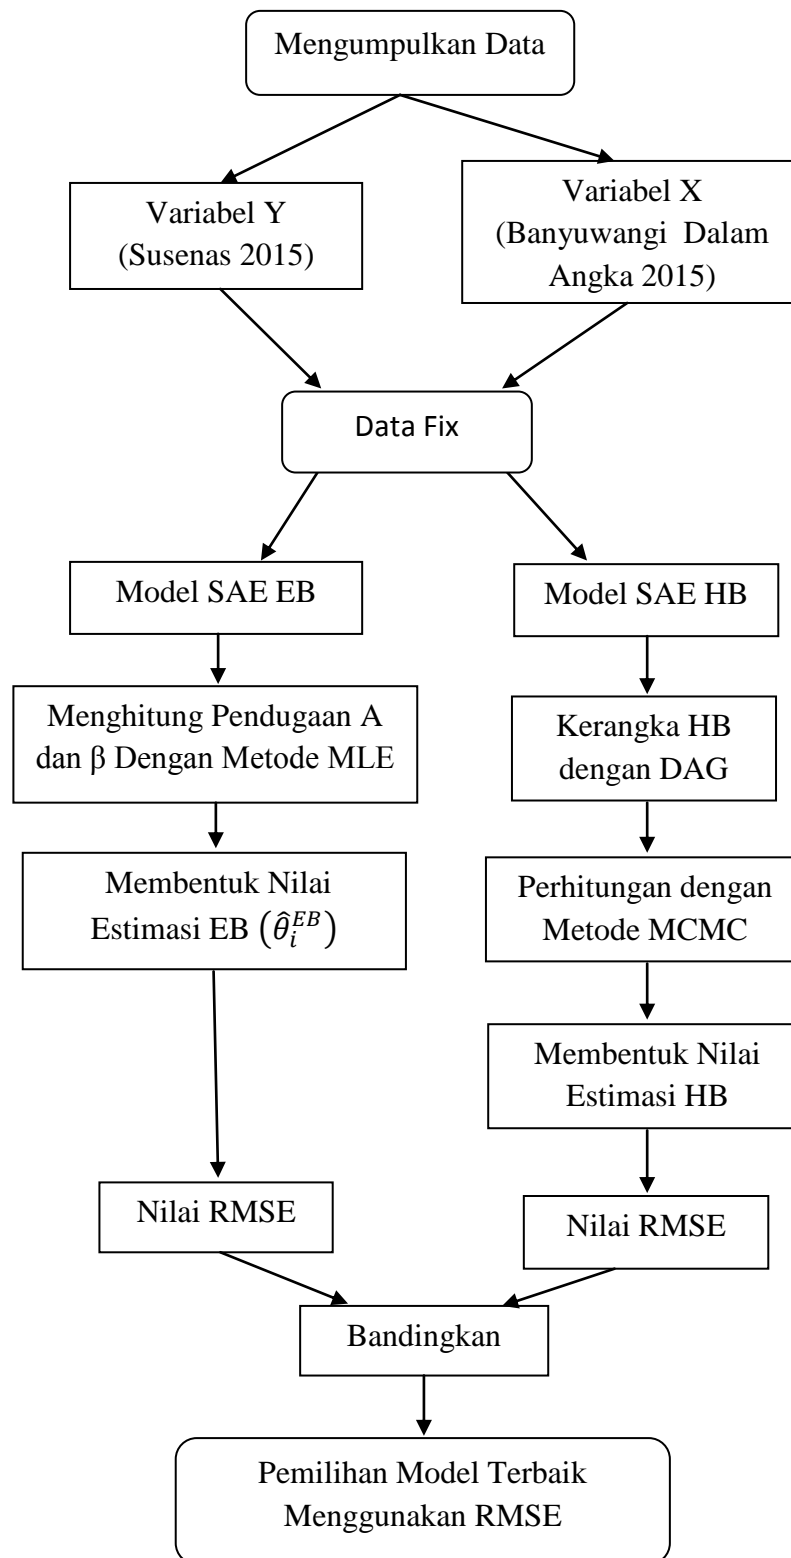 Mengumpulkan Data
Variabel Y
(Susenas 2015)
Variabel X
(Banyuwangi Dalam
Angka 2015)
Data Fix
Model SAE EB
Model SAE HB
Menghitung Pendugaan A
dan β Dengan Metode MLE
Kerangka HB
dengan DAG
Membentuk Nilai
Estimasi EB (θ̂ᵢᴱᴮ)
Perhitungan dengan
Metode MCMC
Membentuk Nilai
Estimasi HB
Nilai RMSE
Nilai RMSE
Bandingkan
Pemilihan Model Terbaik
Menggunakan RMSE